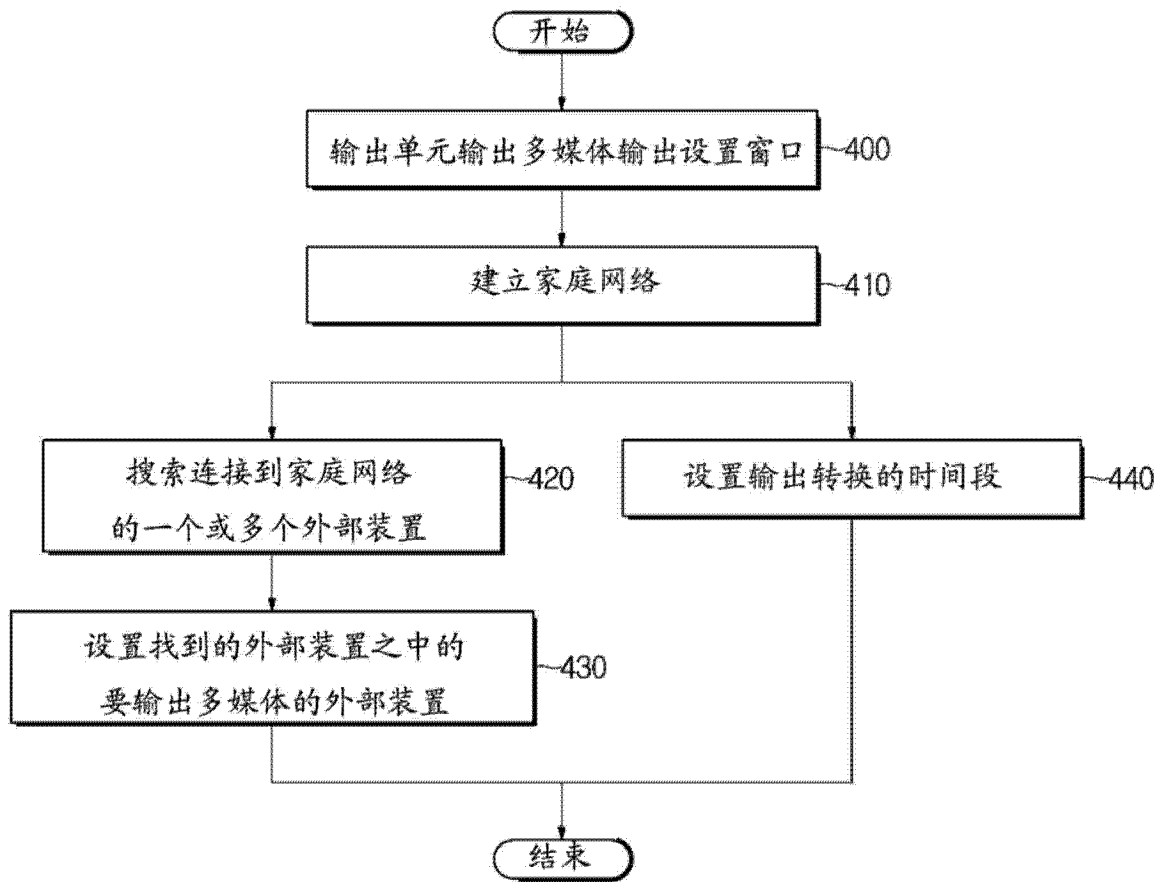 开始
输出单元输出多媒体输出设置窗口
400
建立家庭网络
410
搜索连接到家庭网络
的一个或多个外部装置
420
设置输出转换的时间段
440
设置找到的外部装置之中的
要输出多媒体的外部装置
430
结束